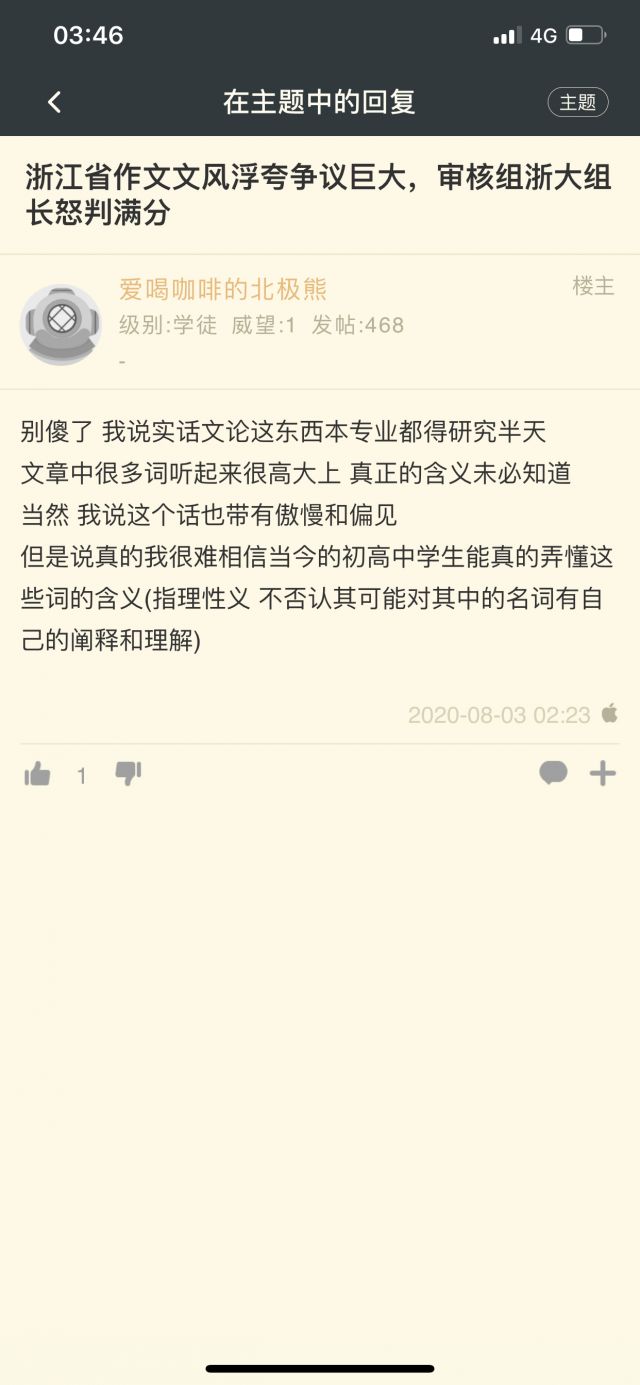 03:46
4G
在主题中的回复
主题
浙江省作文文风浮夸争议巨大，审核组浙大组
长怒判满分
爱喝咖啡的北极熊
楼主
级别:学徒 威望:1 发帖:468
-
别傻了 我说实话文论这东西本专业都得研究半天
文章中很多词听起来很高大上 真正的含义未必知道
当然 我说这个话也带有傲慢和偏见
但是说真的我很难相信当今的初高中学生能真的弄懂这
些词的含义(指理性义 不否认其可能对其中的名词有自
己的阐释和理解)
2020-08-03 02:23
1